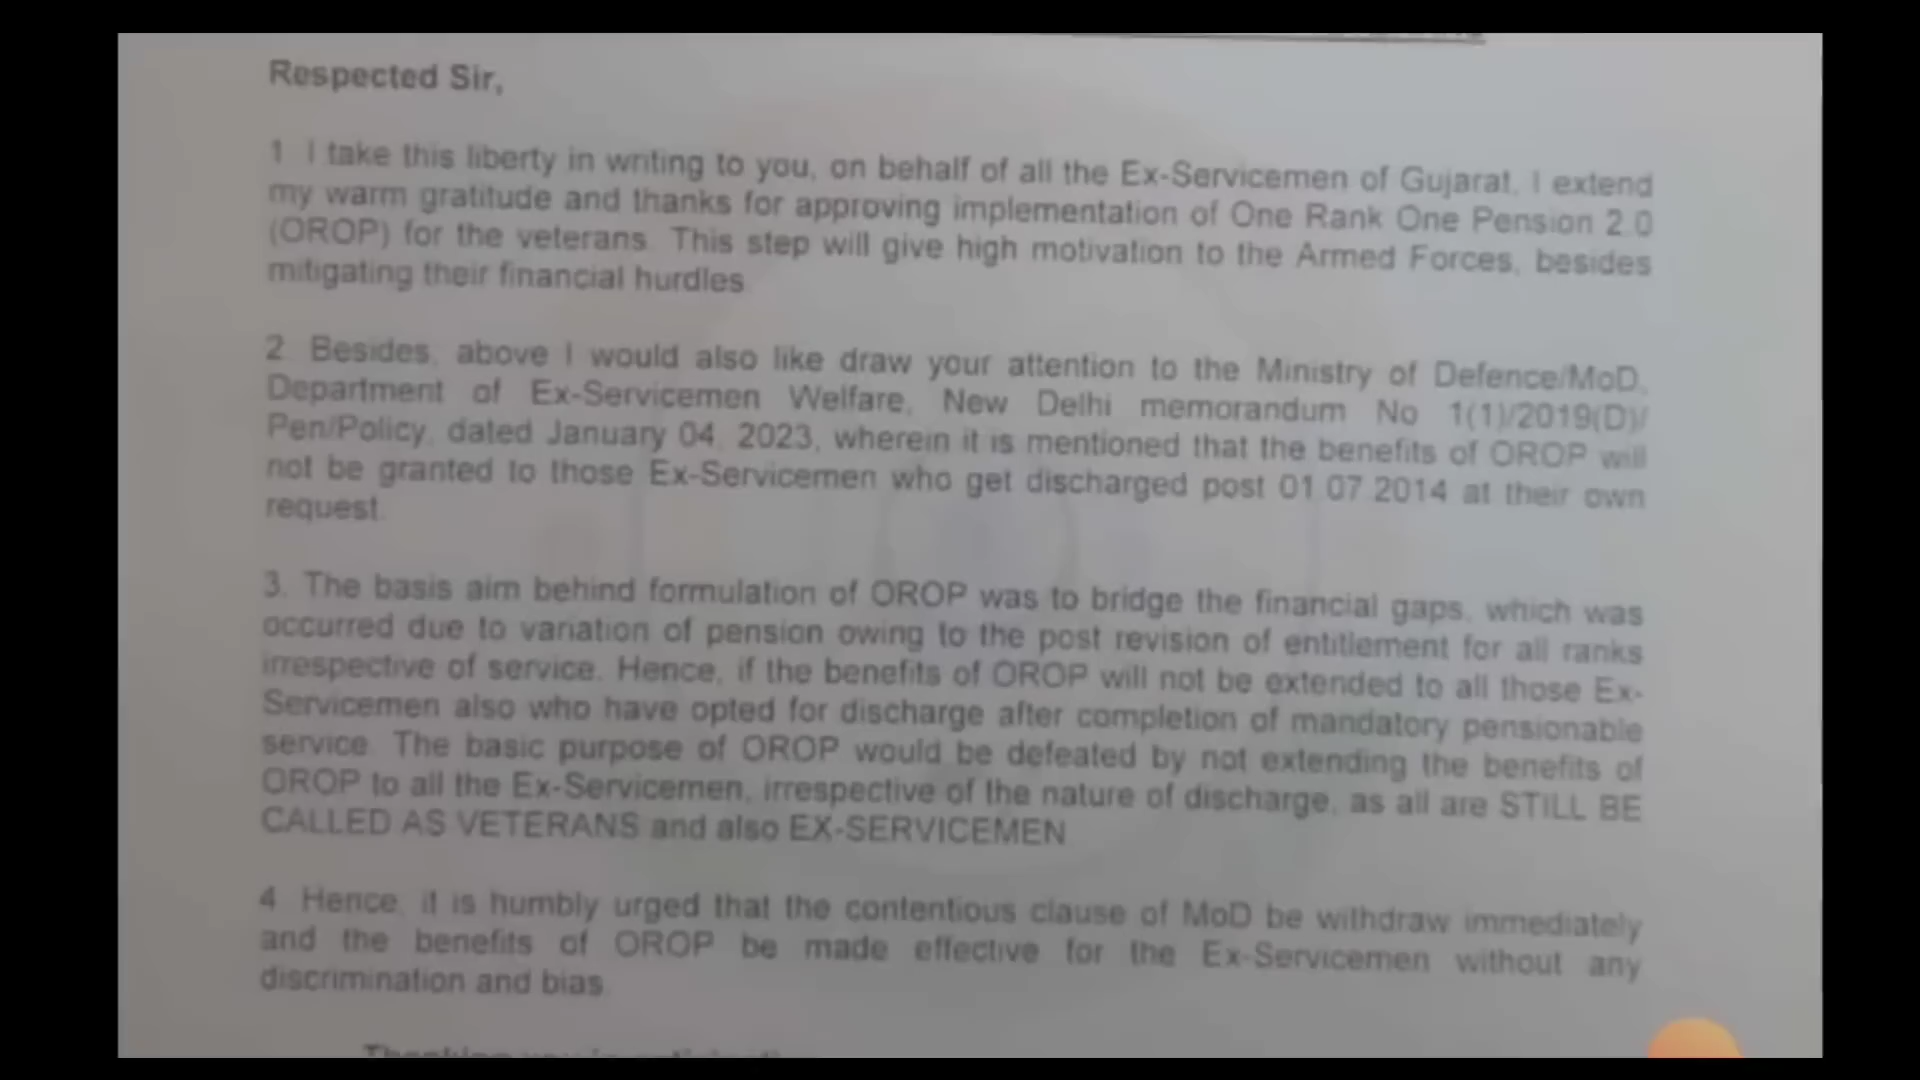 Respected Sir,
1 I take this liberty in writing to you, on behalf of all the Ex-Servicemen of Gujarat, I extend
my warm gratitude and thanks for approving implementation of One Rank One Pension 2.0
(OROP) for the veterans. This step will give high motivation to the Armed Forces, besides
mitigating their financial hurdles.
2 Besides, above I would also like draw your attention to the Ministry of Defence/MoD,
Department of Ex-Servicemen Welfare, New Delhi memorandum No 1(1)/2019(D)/
Pen/Policy, dated January 04, 2023, wherein it is mentioned that the benefits of OROP will
not be granted to those Ex-Servicemen who get discharged post 01.07.2014 at their own
request.
3. The basis aim behind formulation of OROP was to bridge the financial gaps, which was
occurred due to variation of pension owing to the post revision of entitlement for all ranks
irrespective of service. Hence, if the benefits of OROP will not be extended to all those Ex-
Servicemen also who have opted for discharge after completion of mandatory pensionable
service. The basic purpose of OROP would be defeated by not extending the benefits of
OROP to all the Ex-Servicemen, irrespective of the nature of discharge, as all are STILL BE
CALLED AS VETERANS and also EX-SERVICEMEN
4 Hence, it is humbly urged that the contentious clause of MoD be withdraw immediately
and the benefits of OROP be made effective for the Ex-Servicemen without any
discrimination and bias.